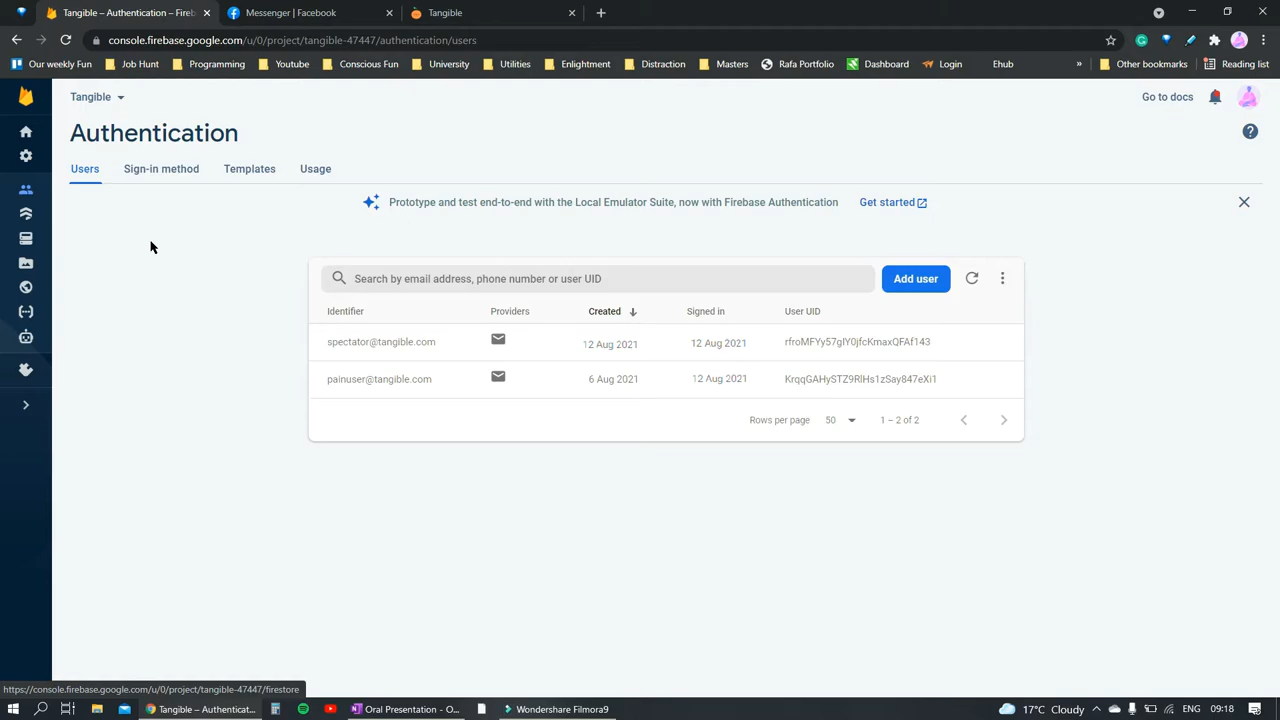 Tangible – Authentication – Fireb
Messenger | Facebook
Tangible
console.firebase.google.com/u/0/project/tangible-47447/authentication/users
Our weekly Fun
Job Hunt
Programming
Youtube
Conscious Fun
University
Utilities
Enlightment
Distraction
Masters
Rafa Portfolio
Dashboard
Login
Ehub
»
Other bookmarks
Reading list
Tangible
Go to docs
Authentication
Users
Sign-in method
Templates
Usage
Prototype and test end-to-end with the Local Emulator Suite, now with Firebase Authentication
Get started
Search by email address, phone number or user UID
Add user
Identifier Providers Created Signed in User UID
spectator@tangible.com 12 Aug 2021 12 Aug 2021 rfroMFYy57gIY0jfcKmaxQFAf143
painuser@tangible.com 6 Aug 2021 12 Aug 2021 KrqqGAHySTZ9RlHs1zSay847eXi1
Rows per page 50 1 – 2 of 2
https://console.firebase.google.com/u/0/project/tangible-47447/firestore
Tangible – Authenticat...
Oral Presentation - O...
Wondershare Filmora9
17°C Cloudy
ENG
09:18